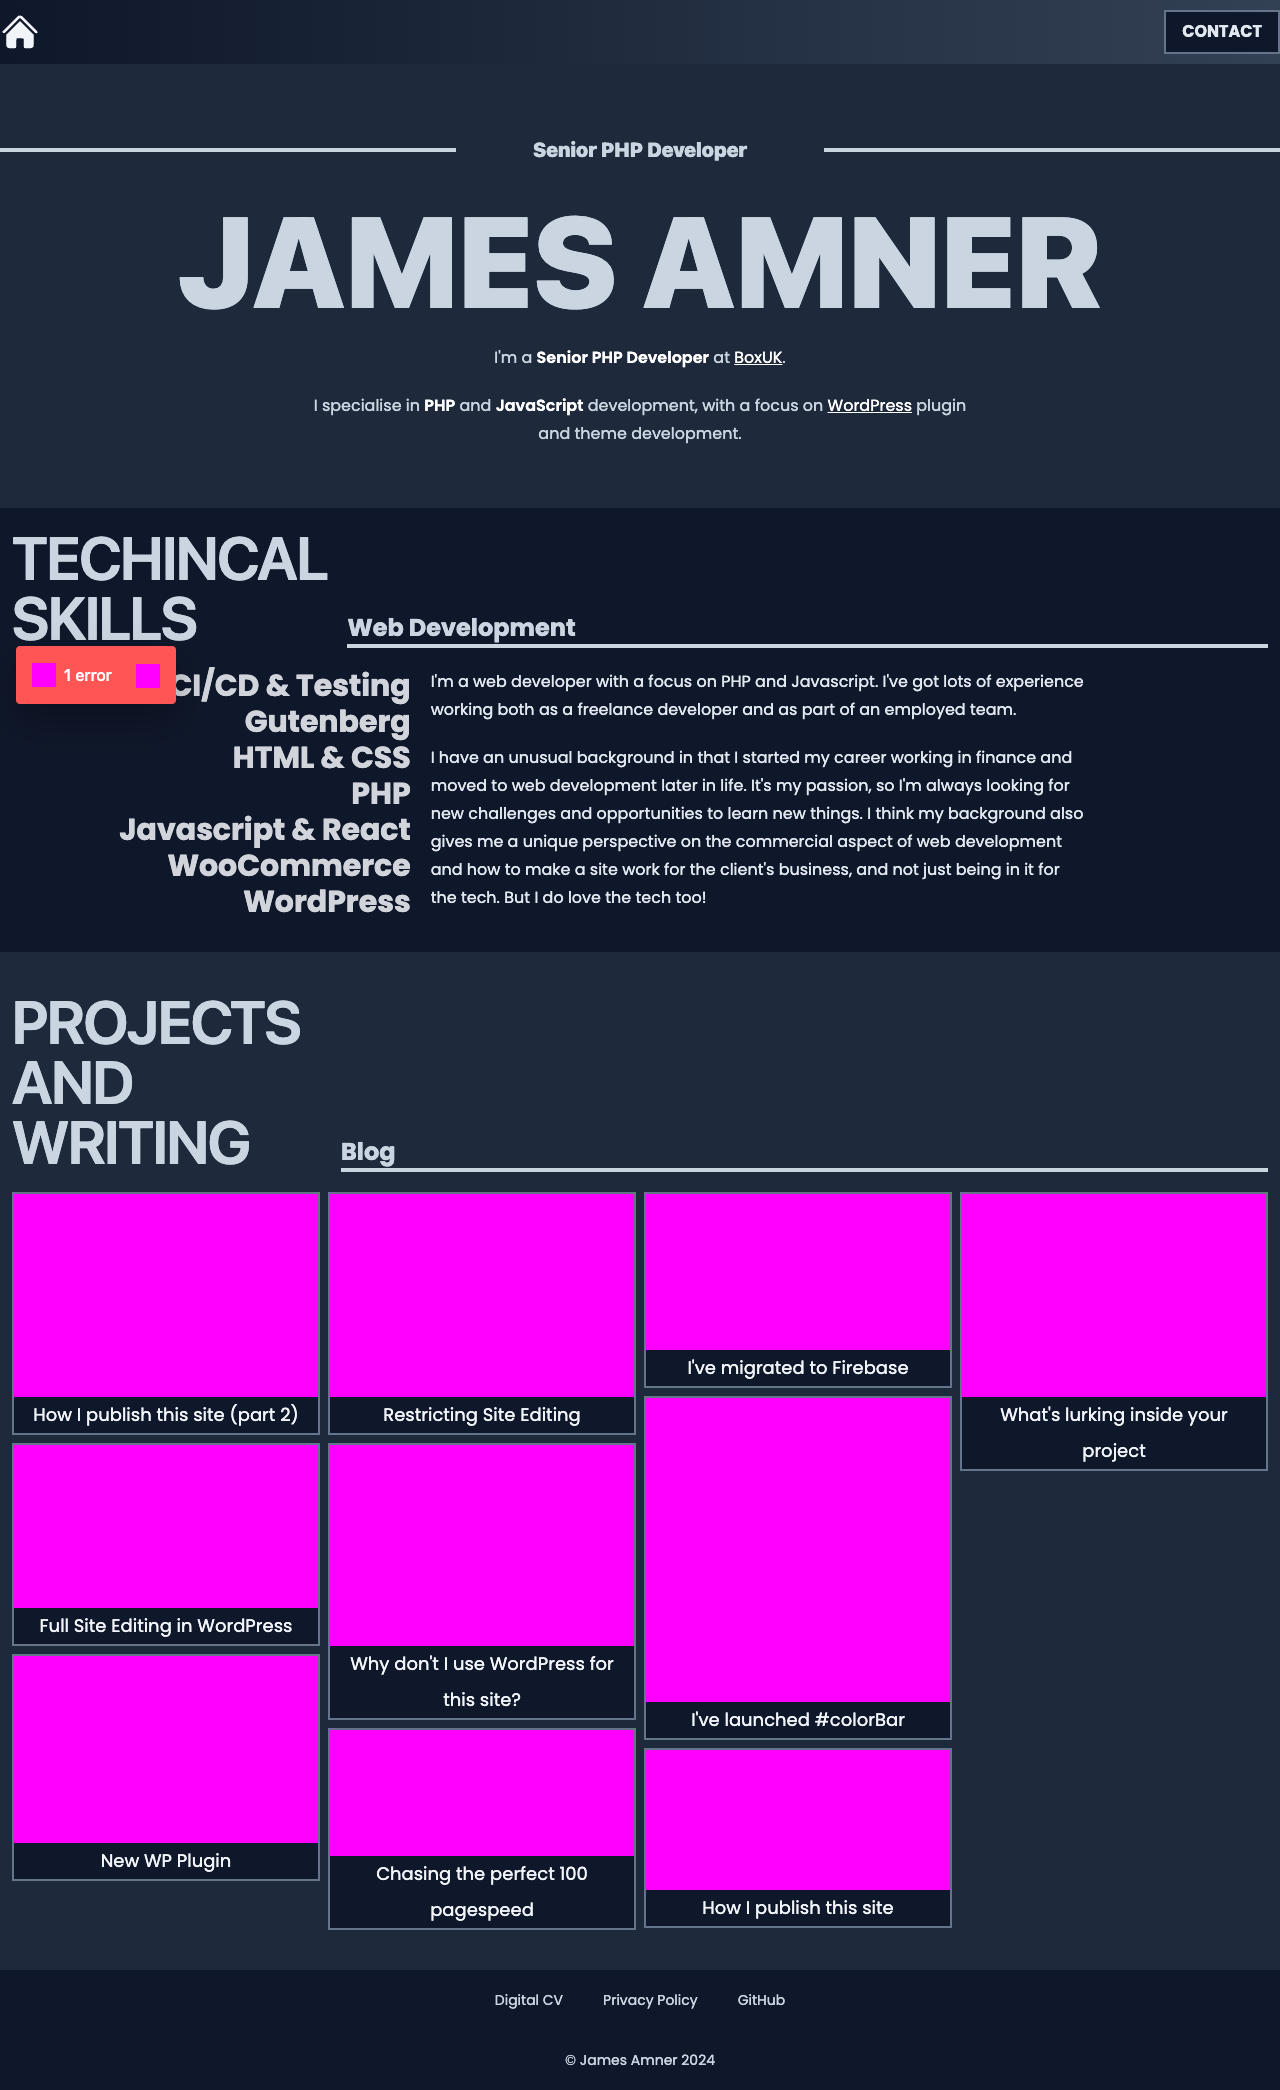 CONTACT
Senior PHP Developer
JAMES AMNER
I'm a Senior PHP Developer at BoxUK.
I specialise in PHP and JavaScript development, with a focus on WordPress plugin
and theme development.
TECHINCAL
SKILLS
Web Development
1 error
CI/CD & Testing
Gutenberg
HTML & CSS
PHP
Javascript & React
WooCommerce
WordPress
I'm a web developer with a focus on PHP and Javascript. I've got lots of experience
working both as a freelance developer and as part of an employed team.
I have an unusual background in that I started my career working in finance and
moved to web development later in life. It's my passion, so I'm always looking for
new challenges and opportunities to learn new things. I think my background also
gives me a unique perspective on the commercial aspect of web development
and how to make a site work for the client's business, and not just being in it for
the tech. But I do love the tech too!
PROJECTS
AND
WRITING
Blog
How I publish this site (part 2)
Full Site Editing in WordPress
New WP Plugin
Restricting Site Editing
Why don't I use WordPress for
this site?
Chasing the perfect 100
pagespeed
I've migrated to Firebase
I've launched #colorBar
How I publish this site
What's lurking inside your
project
Digital CV
Privacy Policy
GitHub
© James Amner 2024